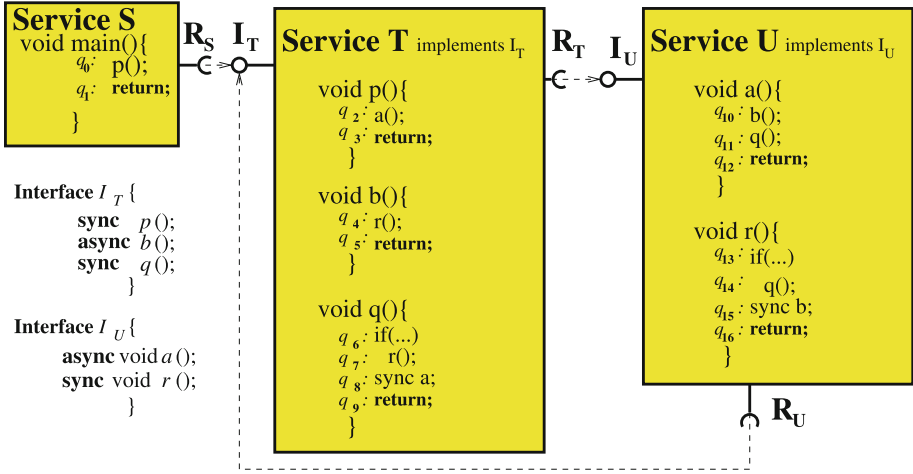 Service S
void main(){
q0: p();
q1: return;
}
RS IT
Service T implements IT
void p(){
q2: a();
q3: return;
}
void b(){
q4: r();
q5: return;
}
void q(){
q6: if(...)
q7: r();
q8: sync a;
q9: return;
}
RT IU
Service U implements IU
void a(){
q10: b();
q11: q();
q12: return;
}
void r(){
q13: if(...)
q14: q();
q15: sync b;
q16: return;
}
RU
Interface IT {
sync p();
async b();
sync q();
}
Interface IU{
async void a();
sync void r();
}